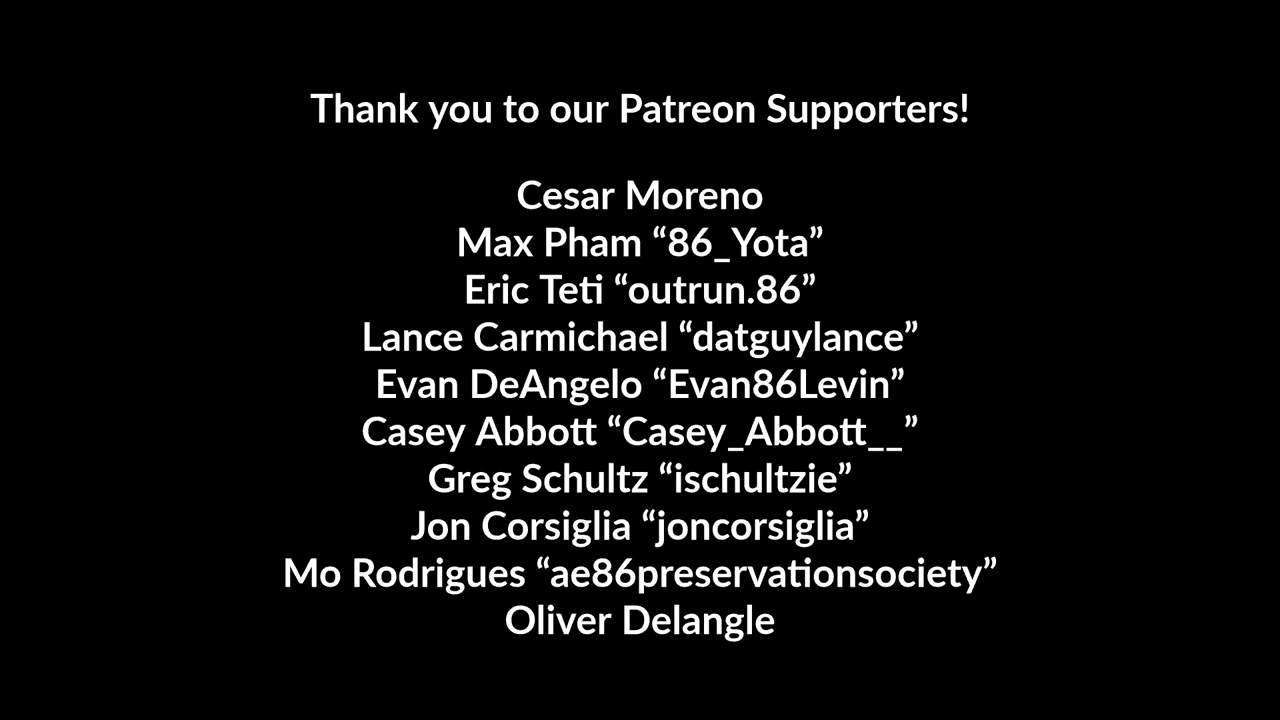 Thank you to our Patreon Supporters!
Cesar Moreno
Max Pham “86_Yota”
Eric Teti “outrun.86”
Lance Carmichael “datguylance”
Evan DeAngelo “Evan86Levin”
Casey Abbott “Casey_Abbott__”
Greg Schultz “ischultzie”
Jon Corsiglia “joncorsiglia”
Mo Rodrigues “ae86preservationsociety”
Oliver Delangle